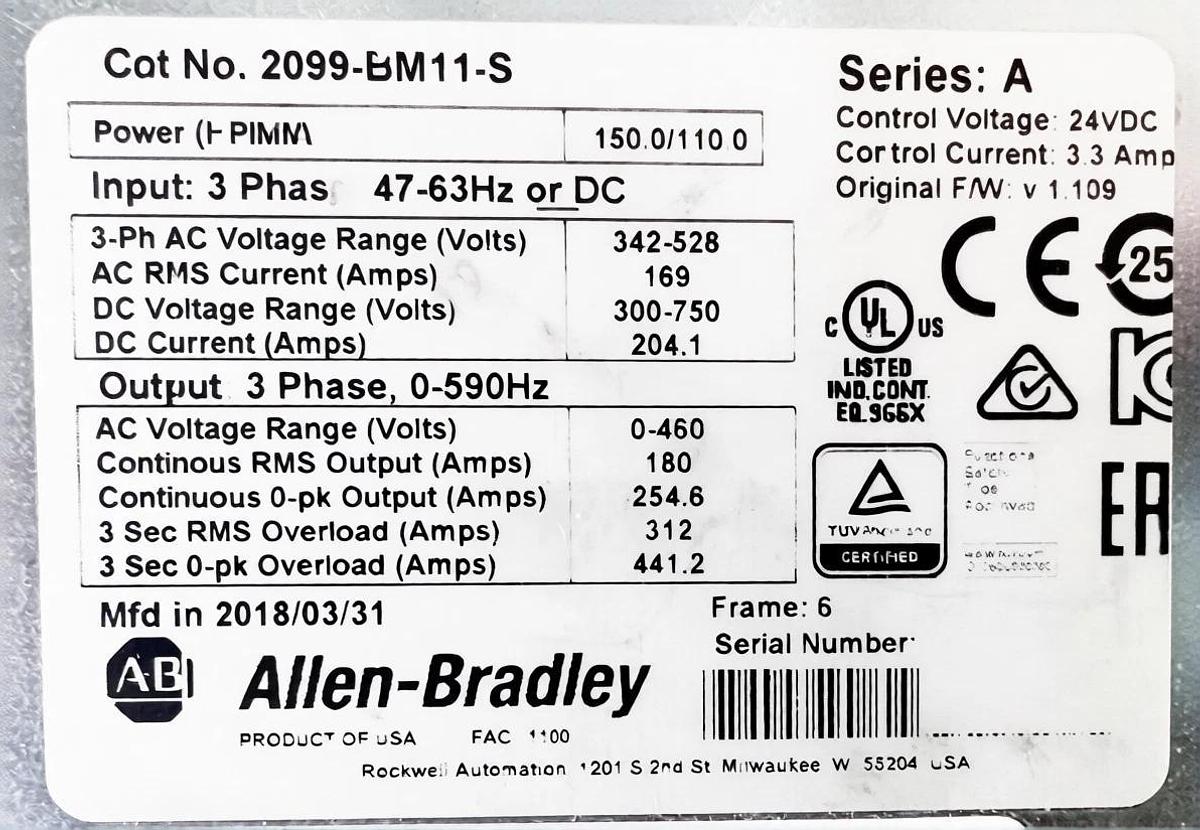 Cat No. 2099-BM11-S
Series: A
Power
150.0/110.0
Control Voltage: 24VDC
Control Current: 3.3 Amp
Original F/W: v 1.109
Input: 3 Phas 47-63Hz or DC
3-Ph AC Voltage Range (Volts) 342-528
AC RMS Current (Amps) 169
DC Voltage Range (Volts) 300-750
DC Current (Amps) 204.1
CE 25
C UL US
LISTED
IND. CONT.
EQ. 966X
Output 3 Phase, 0-590Hz
AC Voltage Range (Volts) 0-460
Continous RMS Output (Amps) 180
Continuous 0-pk Output (Amps) 254.6
3 Sec RMS Overload (Amps) 312
3 Sec 0-pk Overload (Amps) 441.2
CERTIFIED
Mfd in 2018/03/31
Frame: 6
Serial Number
AB Allen-Bradley
PRODUCT OF USA FAC 1100
Rockwell Automation 1201 S 2nd St Milwaukee W 55204 USA